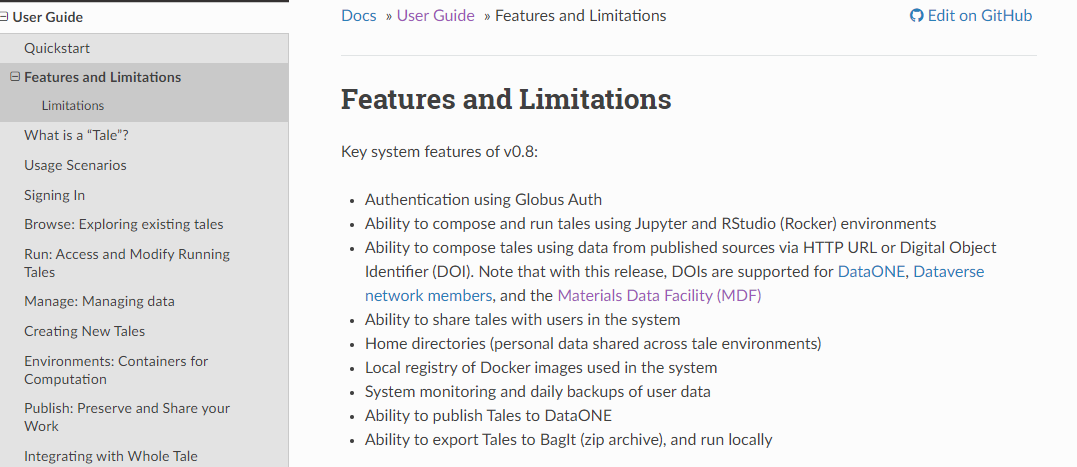 User Guide
Quickstart
Features and Limitations
Limitations
What is a “Tale”?
Usage Scenarios
Signing In
Browse: Exploring existing tales
Run: Access and Modify Running
Tales
Manage: Managing data
Creating New Tales
Environments: Containers for
Computation
Publish: Preserve and Share your
Work
Integrating with Whole Tale
Docs » User Guide » Features and Limitations
Edit on GitHub
Features and Limitations
Key system features of v0.8:
• Authentication using Globus Auth
• Ability to compose and run tales using Jupyter and RStudio (Rocker) environments
• Ability to compose tales using data from published sources via HTTP URL or Digital Object
Identifier (DOI). Note that with this release, DOIs are supported for DataONE, Dataverse
network members, and the Materials Data Facility (MDF)
• Ability to share tales with users in the system
• Home directories (personal data shared across tale environments)
• Local registry of Docker images used in the system
• System monitoring and daily backups of user data
• Ability to publish Tales to DataONE
• Ability to export Tales to BagIt (zip archive), and run locally